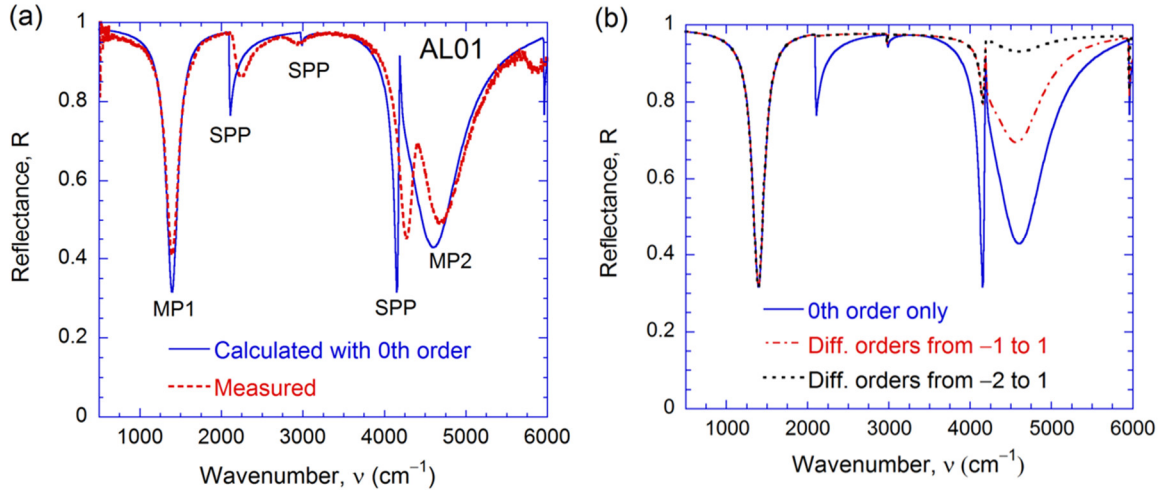 (a)
1
0.8
0.6
0.4
0.2
0
Reflectance, R
AL01
SPP
SPP
MP1
SPP
MP2
Calculated with 0th order
Measured
1000 2000 3000 4000 5000 6000
Wavenumber, ν (cm⁻¹)
(b)
1
0.8
0.6
0.4
0.2
0
Reflectance, R
0th order only
Diff. orders from −1 to 1
Diff. orders from −2 to 1
1000 2000 3000 4000 5000 6000
Wavenumber, ν (cm⁻¹)